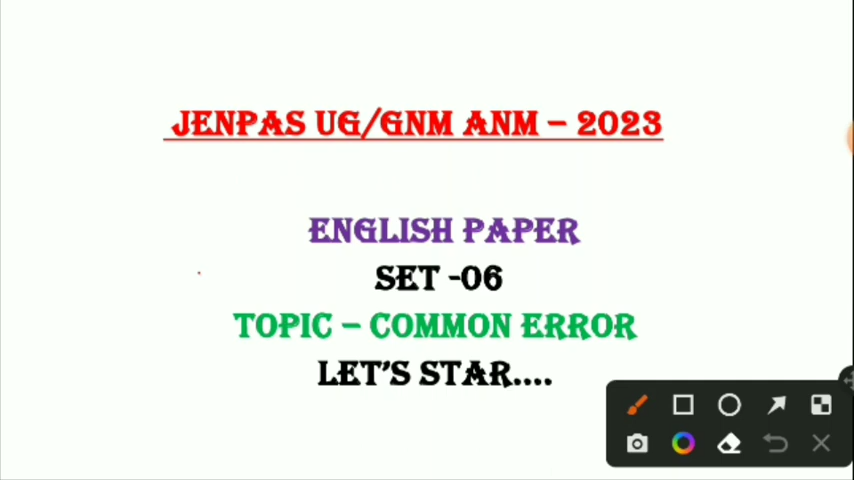 JENPAS UG/GNM ANM – 2023
ENGLISH PAPER
SET -06
TOPIC – COMMON ERROR
LET'S STAR....